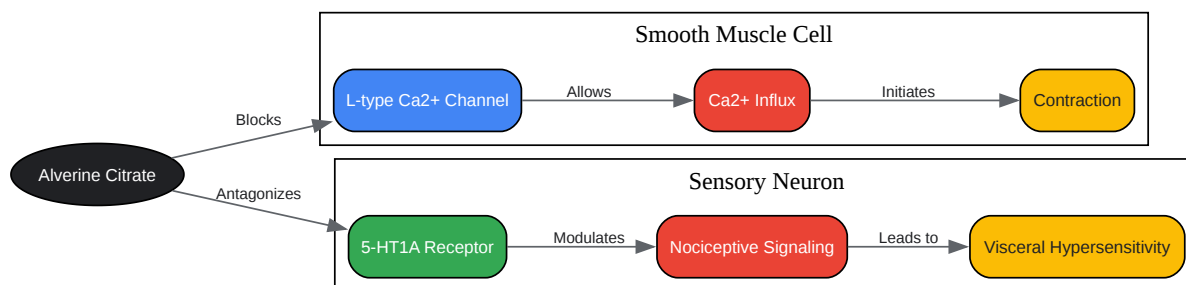 Smooth Muscle Cell
L-type Ca2+ Channel
Allows
Ca2+ Influx
Initiates
Contraction
Blocks
Alverine Citrate
Antagonizes
Sensory Neuron
5-HT1A Receptor
Modulates
Nociceptive Signaling
Leads to
Visceral Hypersensitivity